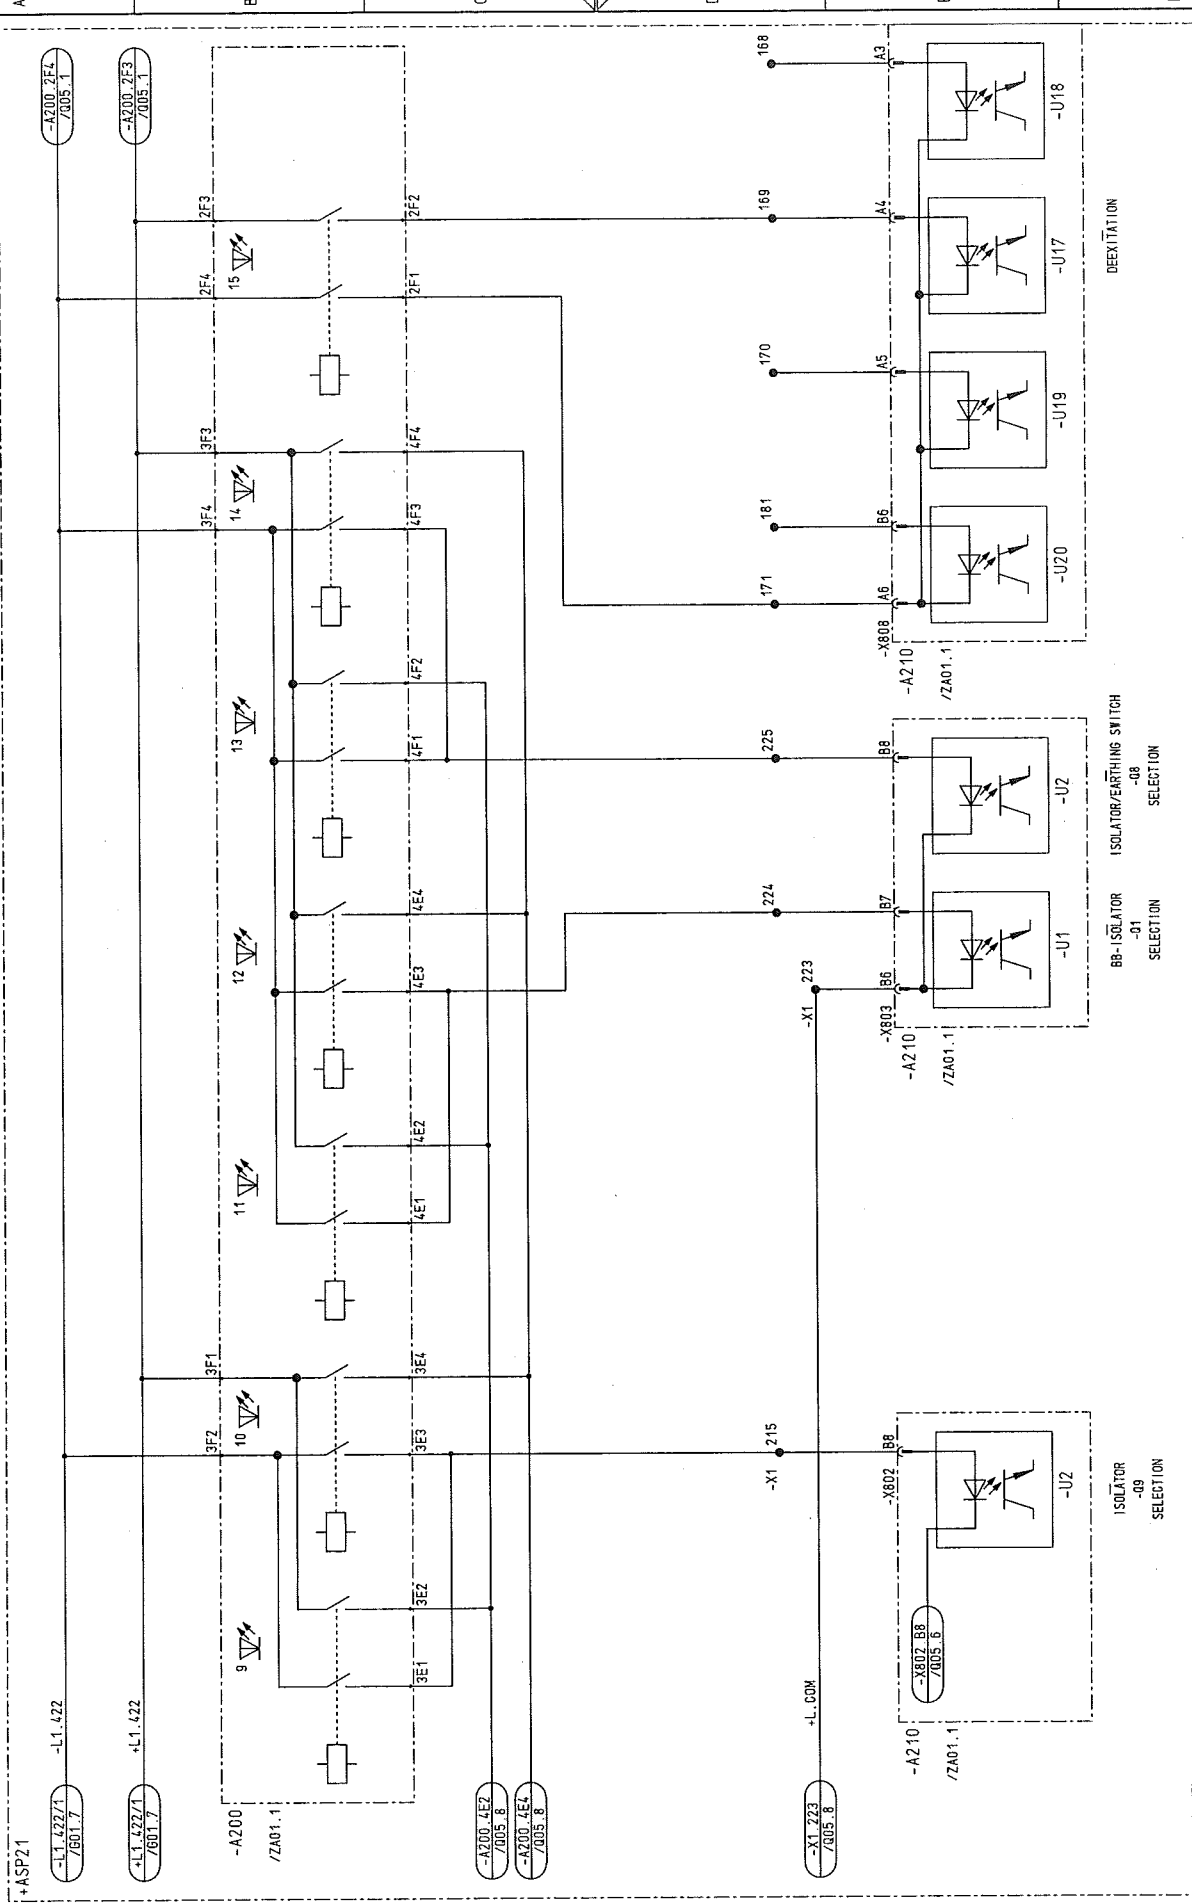 +ASP21
-L1.422/1
/G01.7
-L1.422
-A200.2F4
/Q05.1
+L1.422/1
/G01.7
+L1.422
-A200.2F3
/Q05.1
-A200
/ZA01.1
9
10
11
12
13
14
15
3F2
3F1
3F4
3F3
2F4
2F3
3E1
3E2
3E3
3E4
4E1
4E2
4E3
4E4
4F1
4F2
4F3
4F4
2F1
2F2
-A200.4E2
/Q05.8
-A200.4E4
/Q05.8
-X1.223
/Q05.8
+L.COM
-X1
215
-X1
223
224
225
171
181
170
169
168
-A210
/ZA01.1
-X802
B8
-X802.B8
/Q05.6
-U2
ISOLATOR
-Q9
SELECTION
-A210
/ZA01.1
-X803
B6
B7
B8
-U1
-U2
BB-ISOLATOR
-Q1
SELECTION
ISOLATOR/EARTHING SWITCH
-Q8
SELECTION
-A210
/ZA01.1
-X808
A6
B6
A5
A4
A3
-U20
-U19
-U17
-U18
DEEXITATION